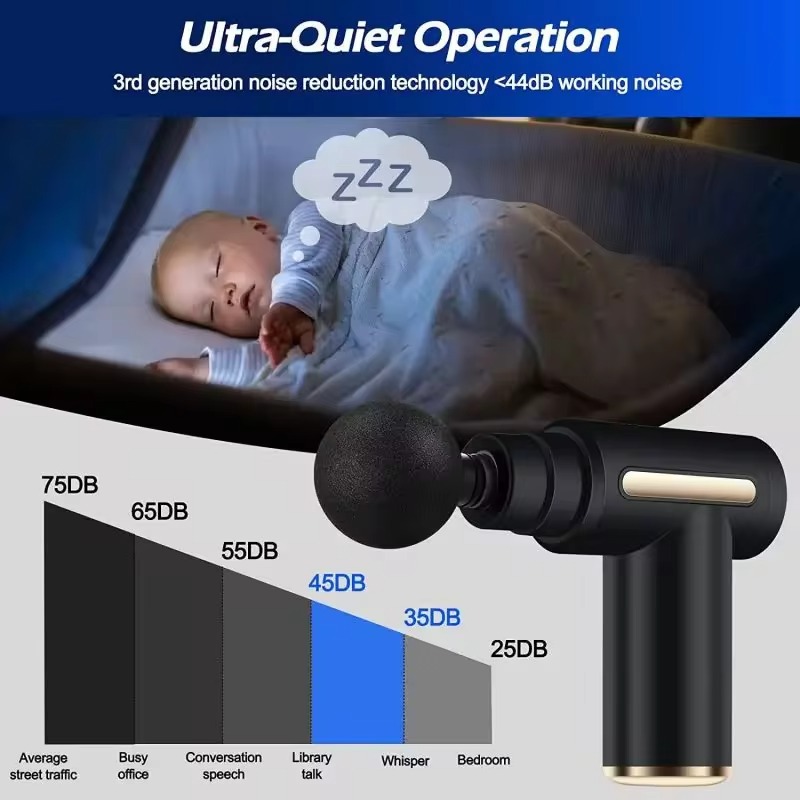 Ultra-Quiet Operation
3rd generation noise reduction technology <44dB working noise
zzz
75DB
65DB
55DB
45DB
35DB
25DB
Average
street traffic
Busy
office
Conversation
speech
Library
talk
Whisper
Bedroom